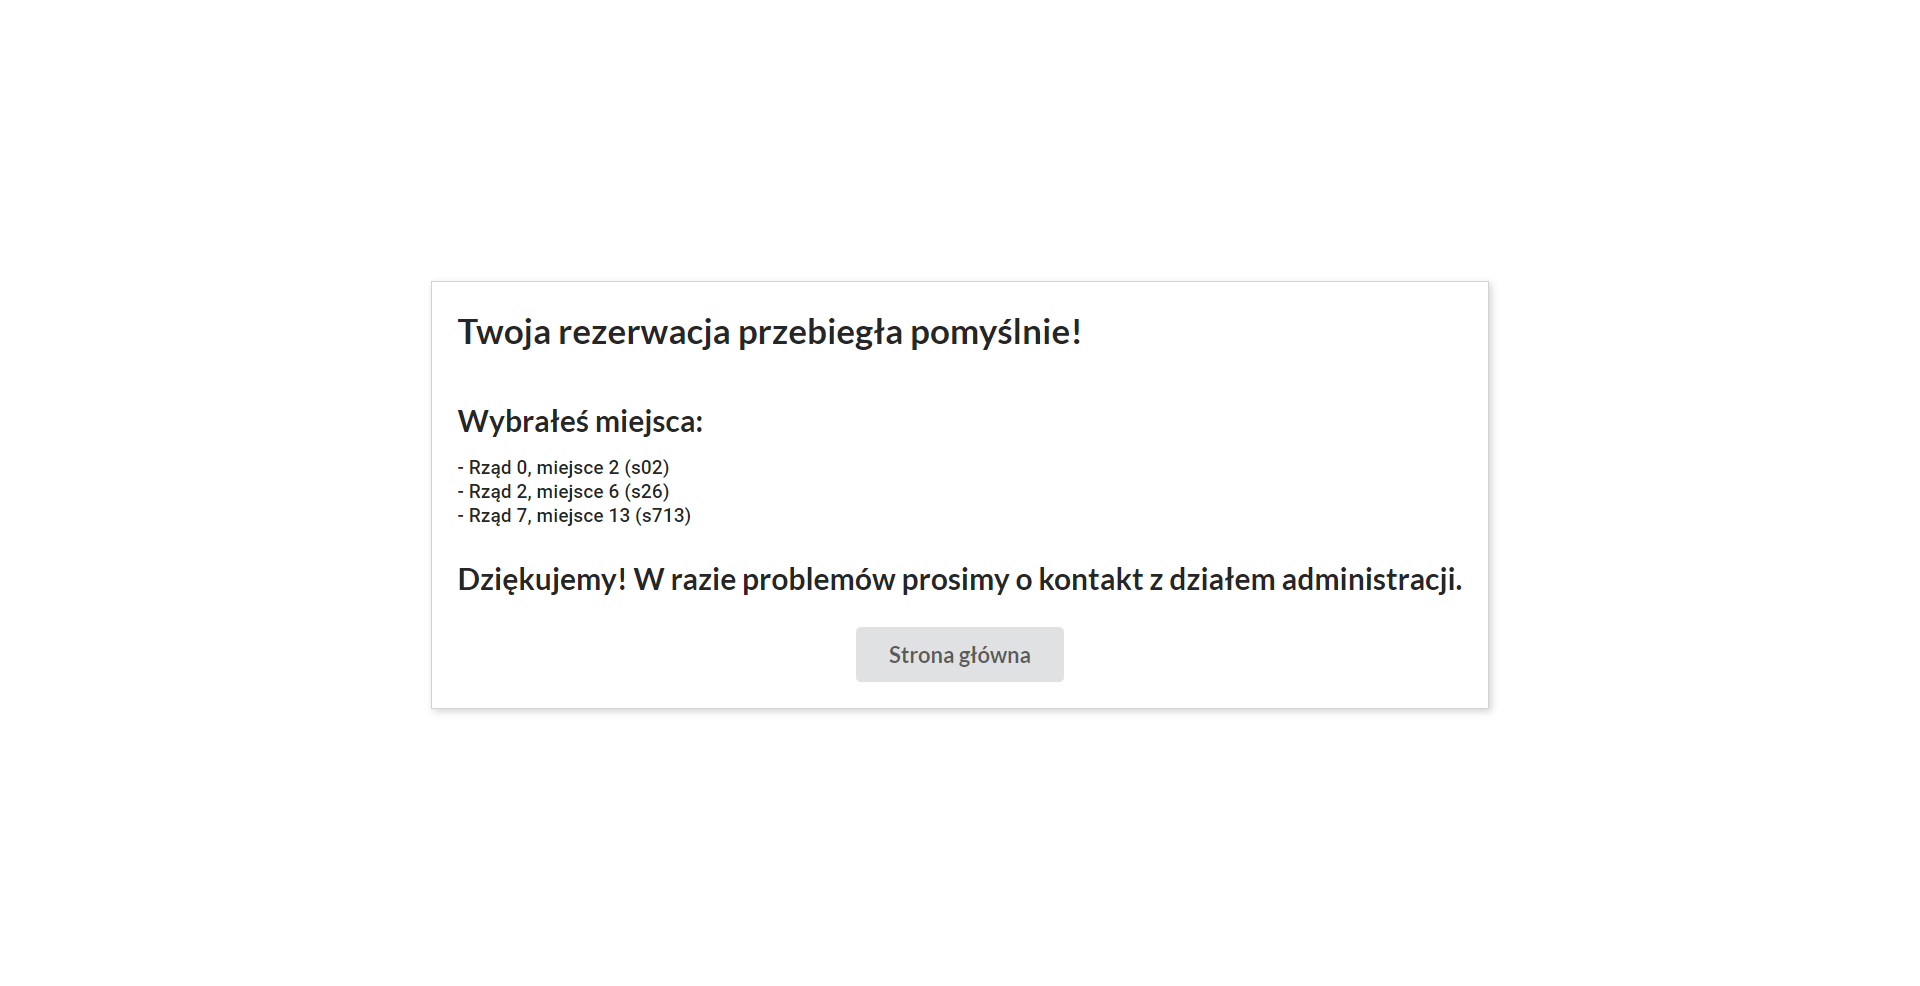 Twoja rezerwacja przebiegła pomyślnie!
Wybrałeś miejsca:
- Rząd 0, miejsce 2 (s02)
- Rząd 2, miejsce 6 (s26)
- Rząd 7, miejsce 13 (s713)
Dziękujemy! W razie problemów prosimy o kontakt z działem administracji.
Strona główna